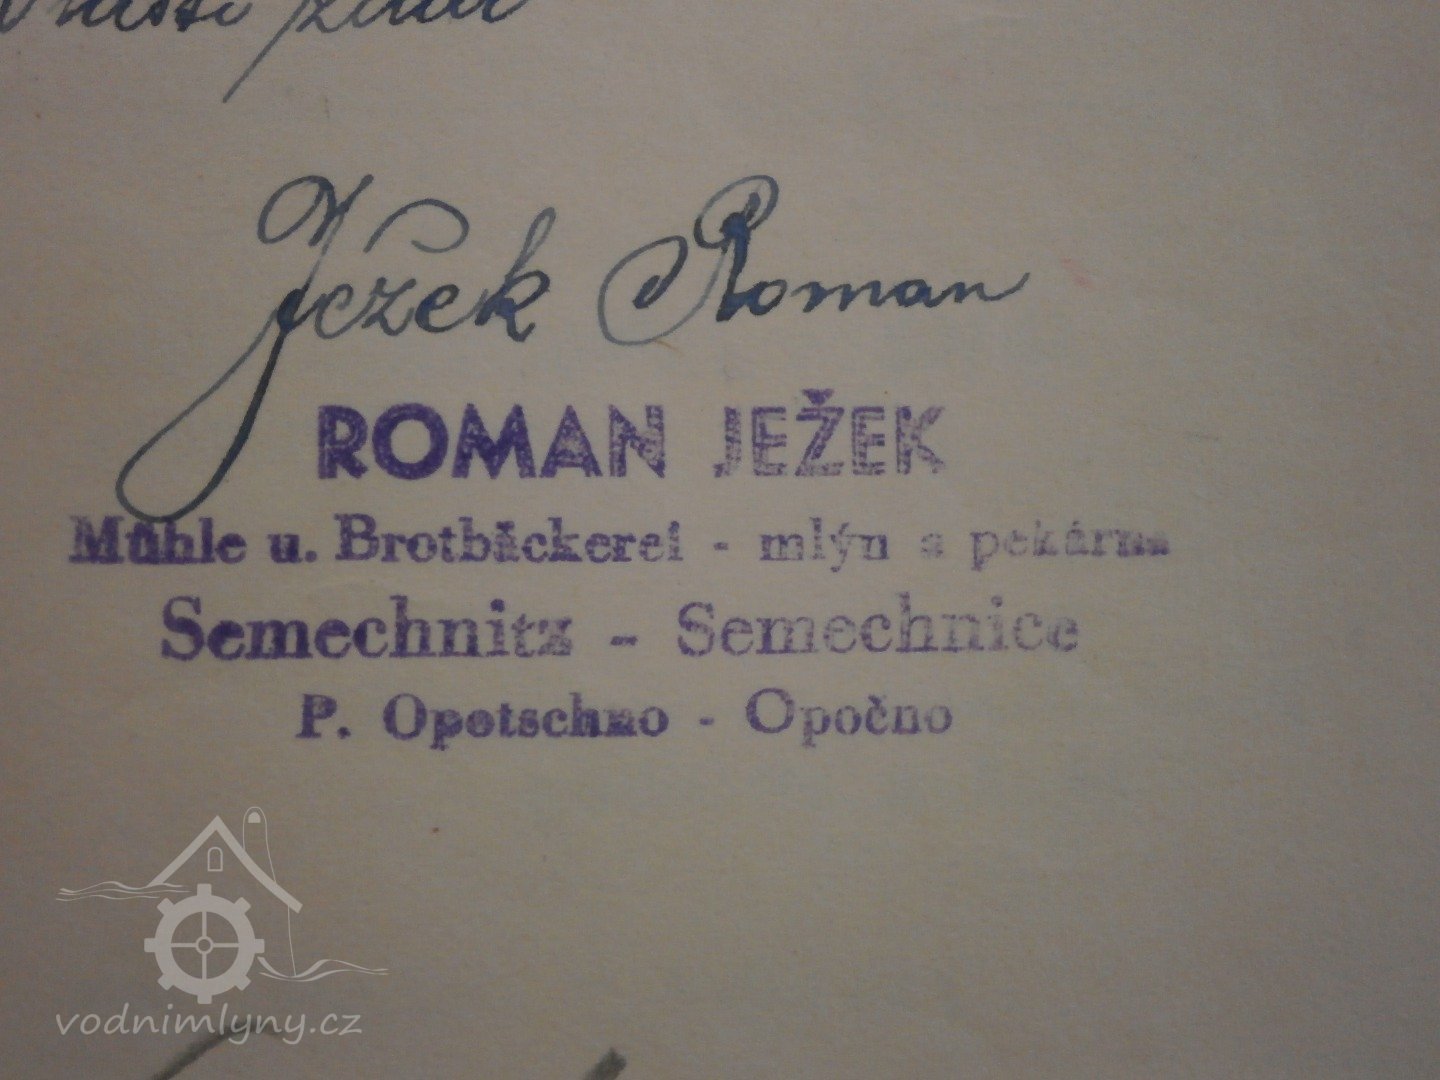 Ježek Roman
ROMAN JEŽEK
Mühle u. Brotbäckerei - mlýn a pekárna
Semechnitz - Semechnice
P. Opotschno - Opočno
vodnimlyny.cz